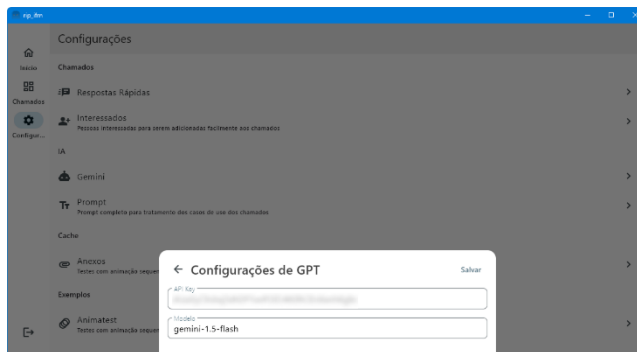 zip_itm
Configurações
Início
Chamados
Configur...
Chamados
Respostas Rápidas
Interessados
Pessoas interessadas para serem adicionadas facilmente aos chamados
IA
Gemini
Prompt
Prompt completo para tratamento dos casos de uso dos chamados
Cache
Anexos
Testes com animação sequen
Exemplos
Animatest
Testes com animação sequen
Configurações de GPT
Salvar
API Key
Modelo
gemini-1.5-flash